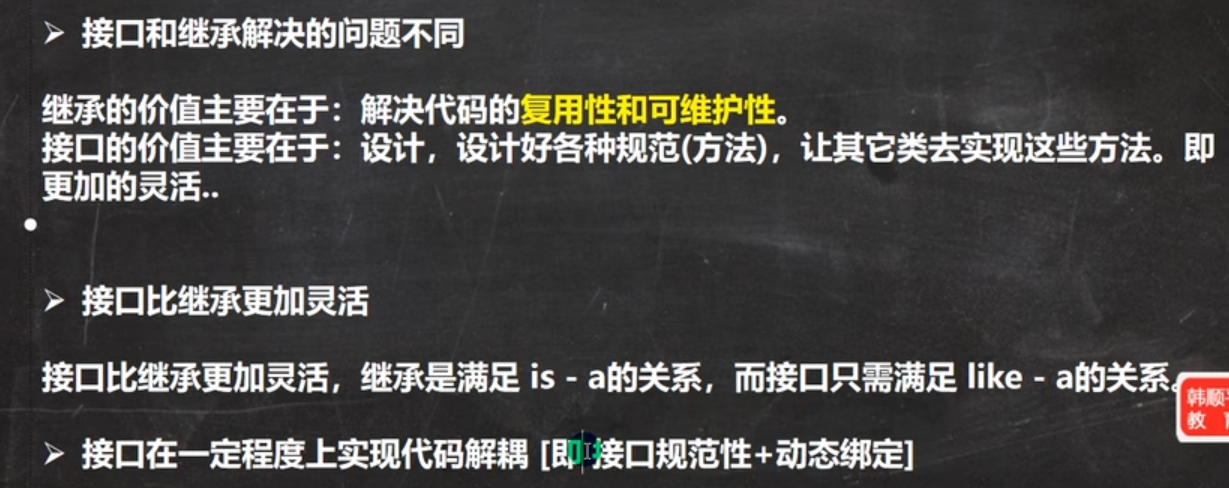 ➢ 接口和继承解决的问题不同
继承的价值主要在于：解决代码的复用性和可维护性。
接口的价值主要在于：设计，设计好各种规范(方法)，让其它类去实现这些方法。即
更加的灵活..
➢ 接口比继承更加灵活
接口比继承更加灵活，继承是满足 is - a的关系，而接口只需满足 like - a的关系。
韩顺平
教育
➢ 接口在一定程度上实现代码解耦 [即 接口规范性+动态绑定]